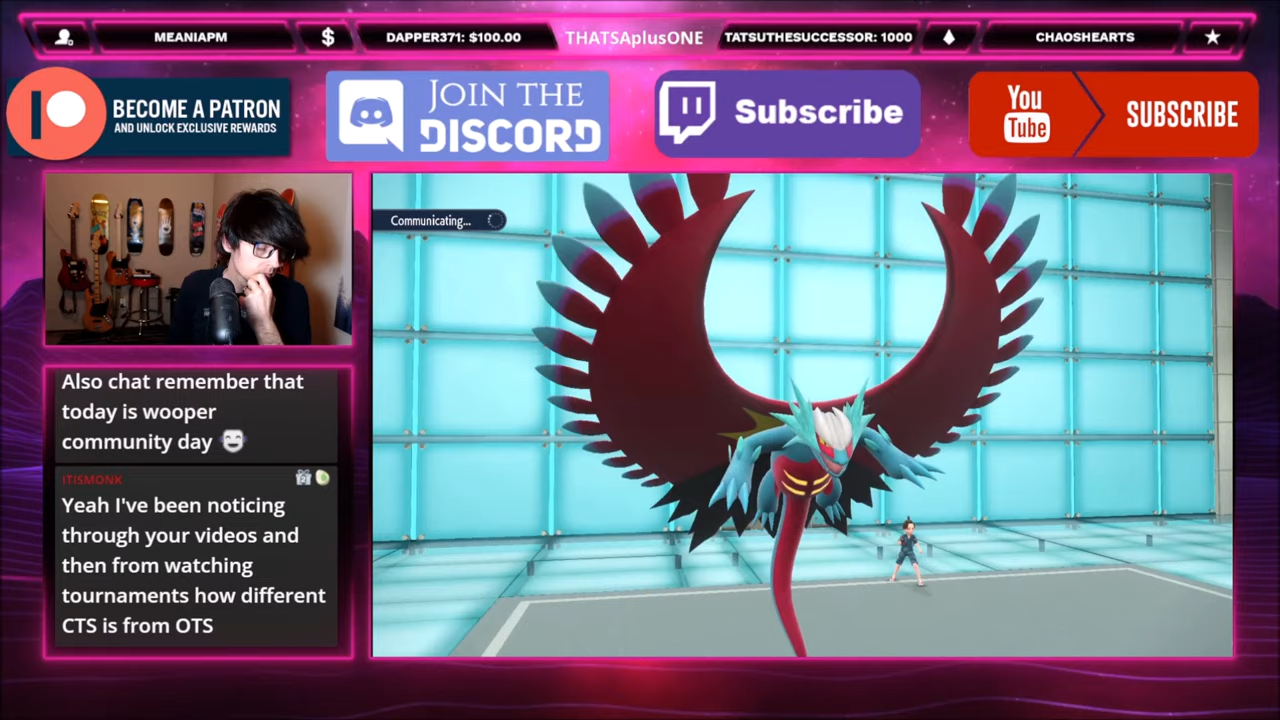 MEANIAPM
$
DAPPER371: $100.00
THATSAplusONE
TATSUTHESUCCESSOR: 1000
CHAOSHEARTS
BECOME A PATRON
AND UNLOCK EXCLUSIVE REWARDS
JOIN THE
DISCORD
Subscribe
You
Tube
SUBSCRIBE
Communicating...
Also chat remember that
today is wooper
community day
ITISMONK
Yeah I've been noticing
through your videos and
then from watching
tournaments how different
CTS is from OTS